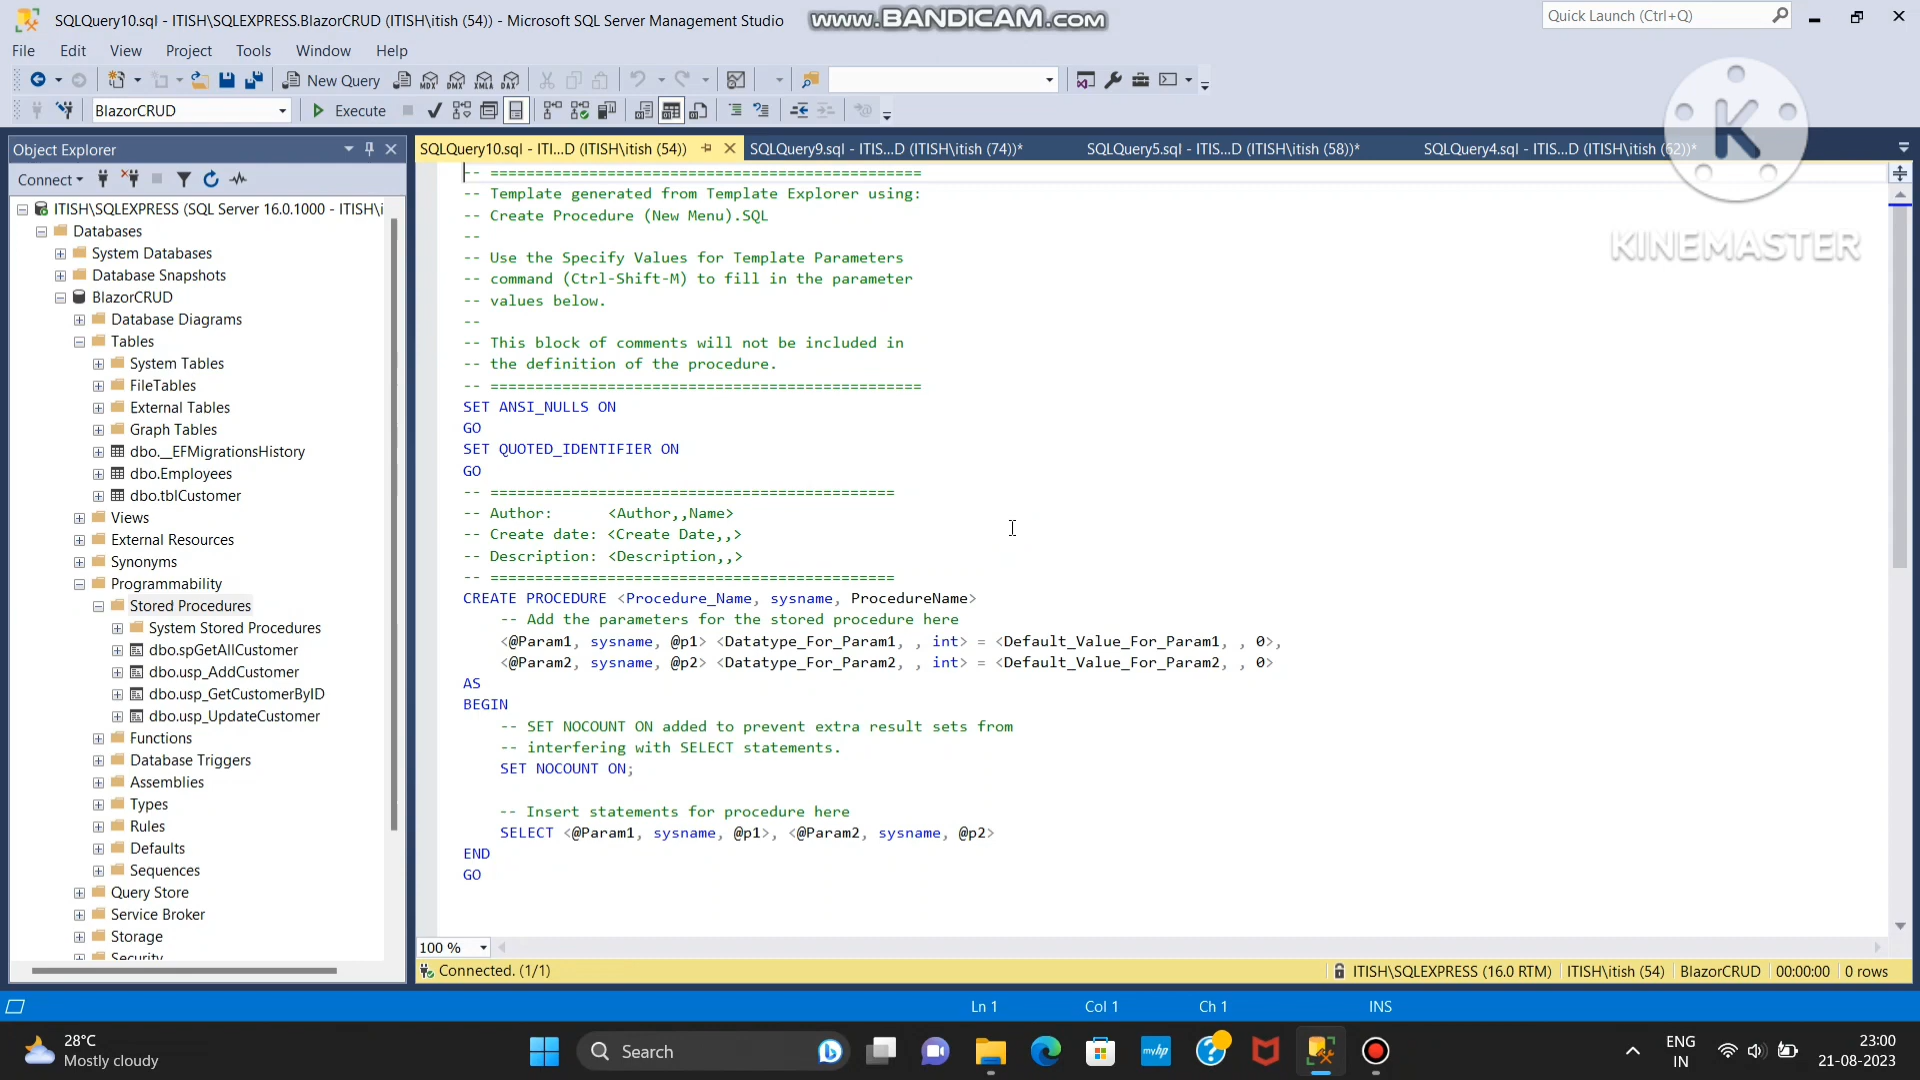 SQLQuery10.sql - ITISH\SQLEXPRESS.BlazorCRUD (ITISH\itish (54)) - Microsoft SQL Server Management Studio
www.BANDICAM.com
Quick Launch (Ctrl+Q)
File Edit View Project Tools Window Help
New Query
MDX DMX XMLA DAX
BlazorCRUD
Execute
K
KINEMASTER
Object Explorer
Connect
ITISH\SQLEXPRESS (SQL Server 16.0.1000 - ITISH\i
Databases
System Databases
Database Snapshots
BlazorCRUD
Database Diagrams
Tables
System Tables
FileTables
External Tables
Graph Tables
dbo.__EFMigrationsHistory
dbo.Employees
dbo.tblCustomer
Views
External Resources
Synonyms
Programmability
Stored Procedures
System Stored Procedures
dbo.spGetAllCustomer
dbo.usp_AddCustomer
dbo.usp_GetCustomerByID
dbo.usp_UpdateCustomer
Functions
Database Triggers
Assemblies
Types
Rules
Defaults
Sequences
Query Store
Service Broker
Storage
Security
SQLQuery10.sql - ITI...D (ITISH\itish (54))
SQLQuery9.sql - ITIS...D (ITISH\itish (74))*
SQLQuery5.sql - ITIS...D (ITISH\itish (58))*
SQLQuery4.sql - ITIS...D (ITISH\itish (62))*
-- ================================================
-- Template generated from Template Explorer using:
-- Create Procedure (New Menu).SQL
--
-- Use the Specify Values for Template Parameters
-- command (Ctrl-Shift-M) to fill in the parameter
-- values below.
--
-- This block of comments will not be included in
-- the definition of the procedure.
-- ================================================
SET ANSI_NULLS ON
GO
SET QUOTED_IDENTIFIER ON
GO
-- =============================================
-- Author: <Author,,Name>
-- Create date: <Create Date,,>
-- Description: <Description,,>
-- =============================================
CREATE PROCEDURE <Procedure_Name, sysname, ProcedureName>
-- Add the parameters for the stored procedure here
<@Param1, sysname, @p1> <Datatype_For_Param1, , int> = <Default_Value_For_Param1, , 0>,
<@Param2, sysname, @p2> <Datatype_For_Param2, , int> = <Default_Value_For_Param2, , 0>
AS
BEGIN
-- SET NOCOUNT ON added to prevent extra result sets from
-- interfering with SELECT statements.
SET NOCOUNT ON;
-- Insert statements for procedure here
SELECT <@Param1, sysname, @p1>, <@Param2, sysname, @p2>
END
GO
100 %
Connected. (1/1)
ITISH\SQLEXPRESS (16.0 RTM)
ITISH\itish (54)
BlazorCRUD
00:00:00
0 rows
Ln 1 Col 1 Ch 1 INS
28°C
Mostly cloudy
Search
myhp
ENG
IN
23:00
21-08-2023